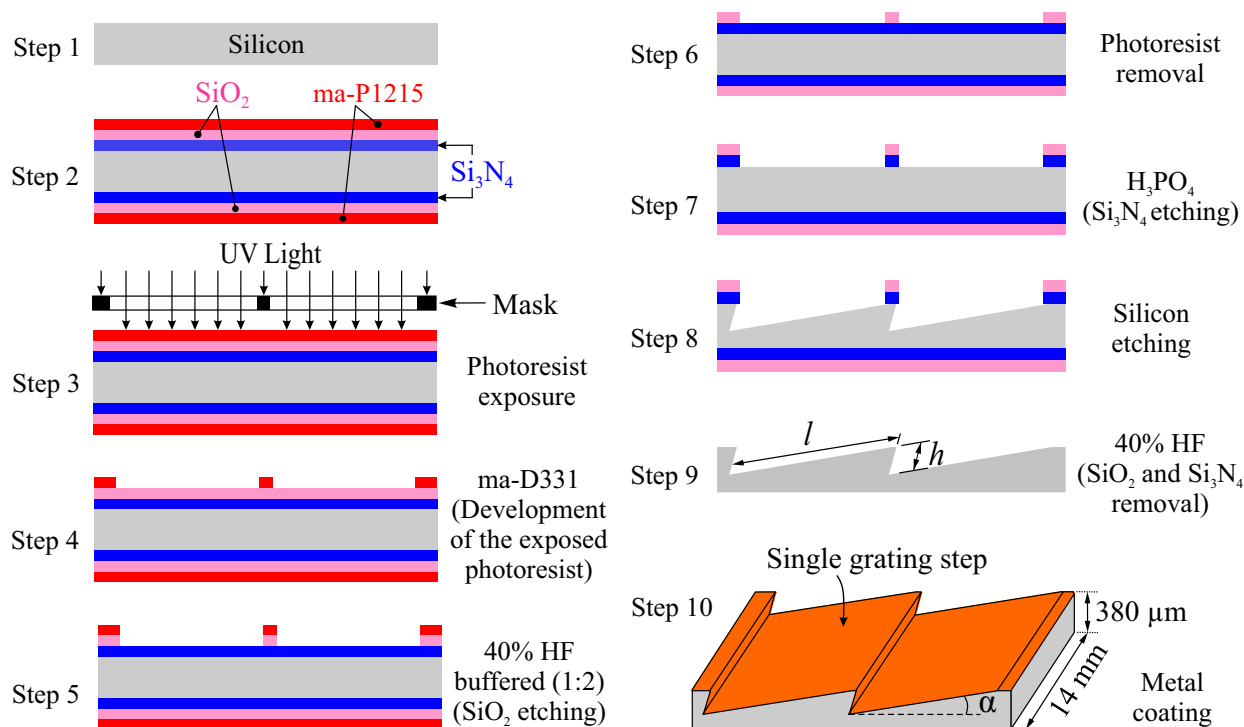 Step 1
Silicon
SiO₂
ma-P1215
Step 2
Si₃N₄
UV Light
Mask
Step 3
Photoresist
exposure
Step 4
ma-D331
(Development
of the exposed
photoresist)
Step 5
40% HF
buffered (1:2)
(SiO₂ etching)
Step 6
Photoresist
removal
Step 7
H₃PO₄
(Si₃N₄ etching)
Step 8
Silicon
etching
Step 9
l
h
40% HF
(SiO₂ and Si₃N₄
removal)
Step 10
Single grating step
380 µm
14 mm
α
Metal
coating